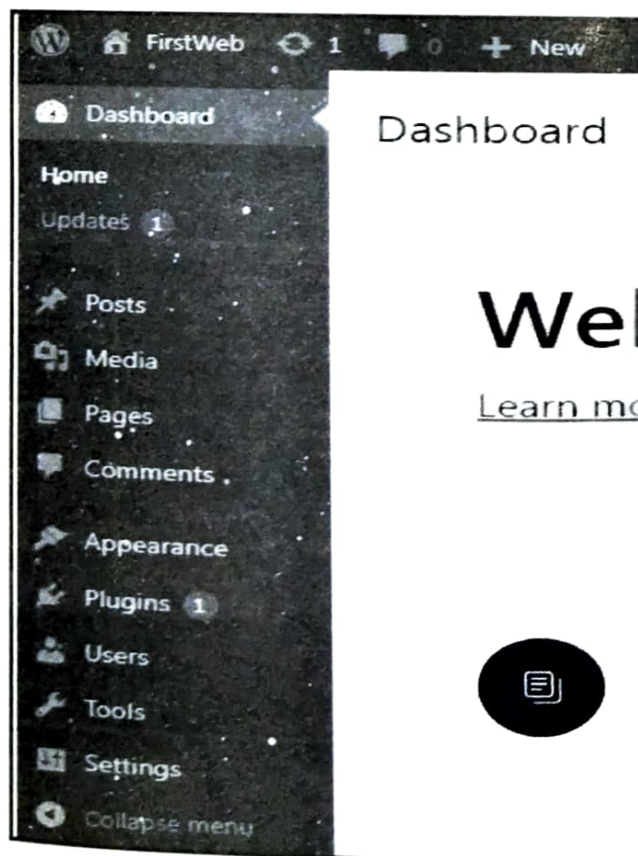 FirstWeb 1 0 + New
Dashboard
Home
Updates 1
Posts
Media
Pages
Comments
Appearance
Plugins 1
Users
Tools
Settings
Collapse menu
Dashboard
Wel
Learn mo